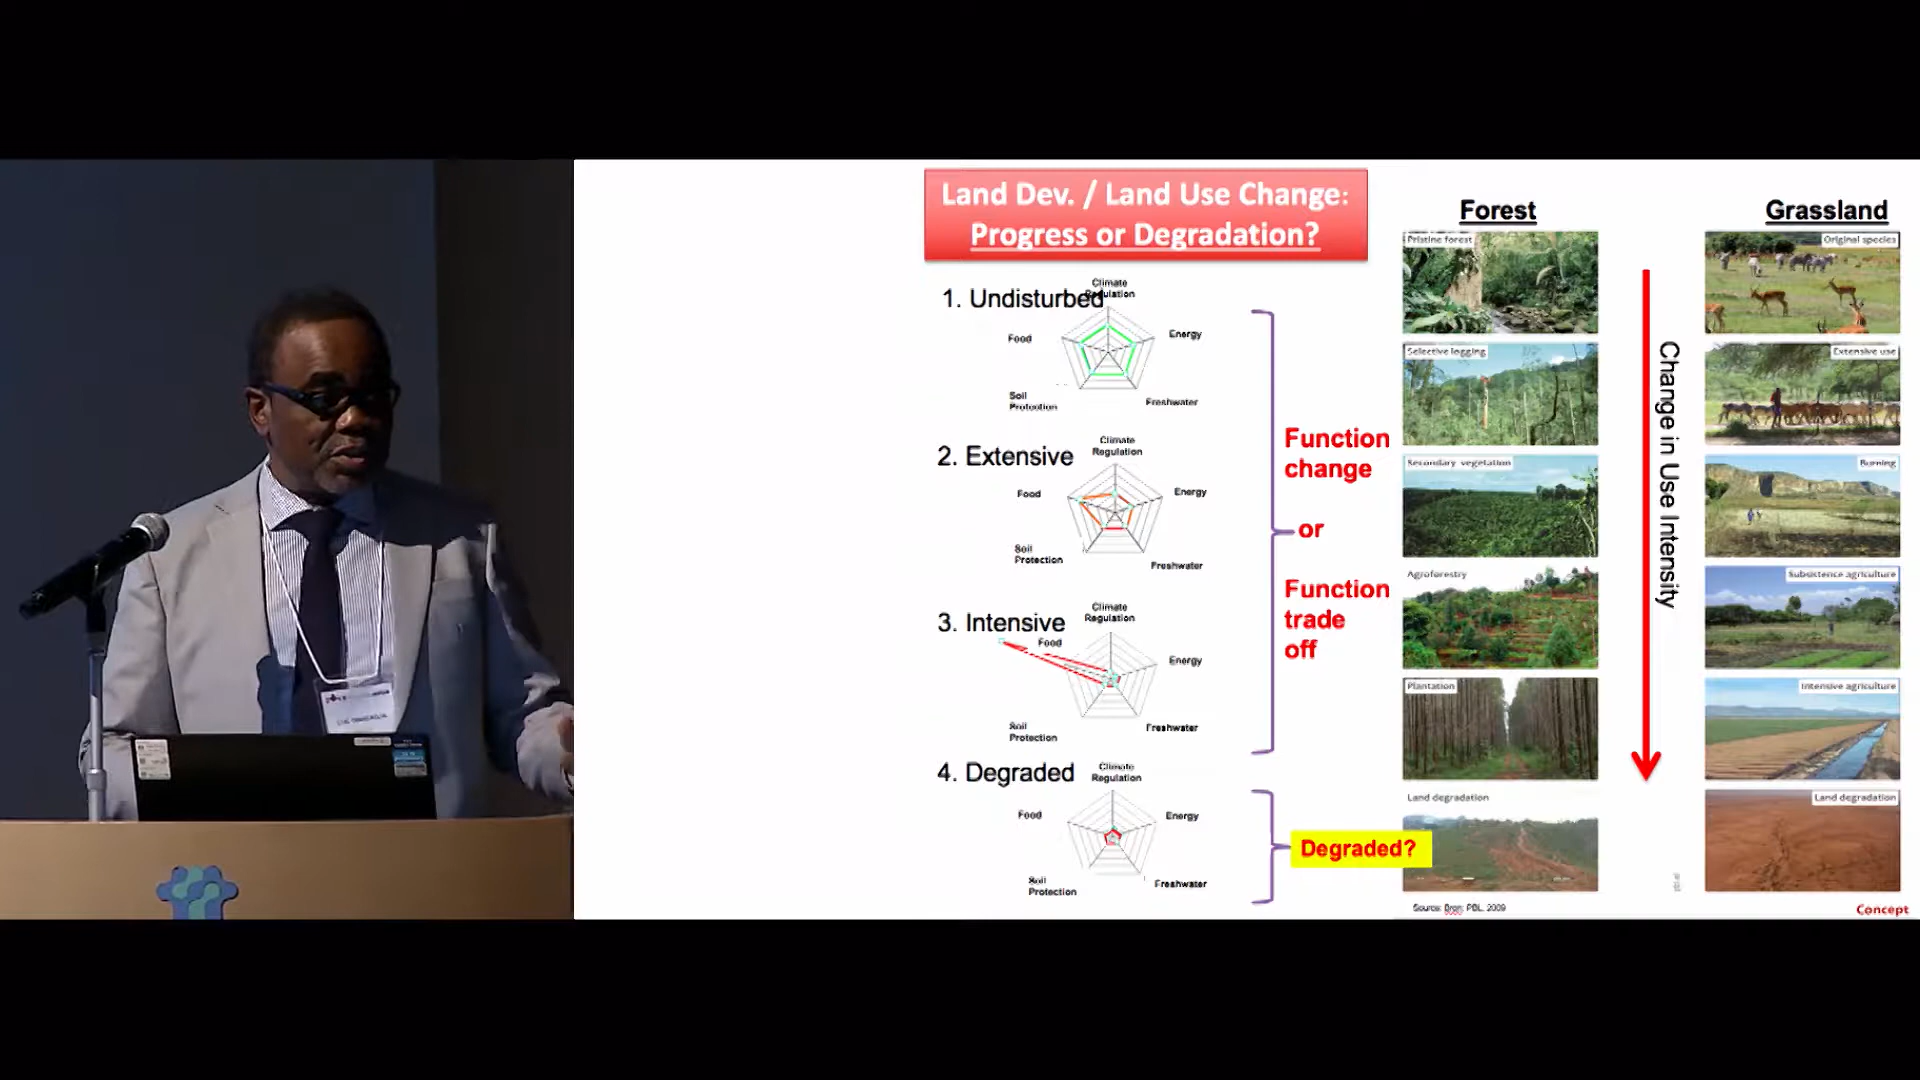 Land Dev. / Land Use Change:
Progress or Degradation?
1. Undisturbed
Climate
Regulation
Food
Energy
Soil
Protection
Freshwater
2. Extensive
Climate
Regulation
Food
Energy
Soil
Protection
Freshwater
3. Intensive
Climate
Regulation
Food
Energy
Soil
Protection
Freshwater
4. Degraded
Climate
Regulation
Food
Energy
Soil
Protection
Freshwater
Function
change
or
Function
trade
off
Degraded?
Forest
Pristine forest
Selective logging
Secondary vegetation
Agroforestry
Plantation
Land degradation
Source: Bron: PBL, 2009
Change in Use Intensity
Grassland
Original species
Extensive use
Burning
Subsistence agriculture
Intensive agriculture
Land degradation
Concept